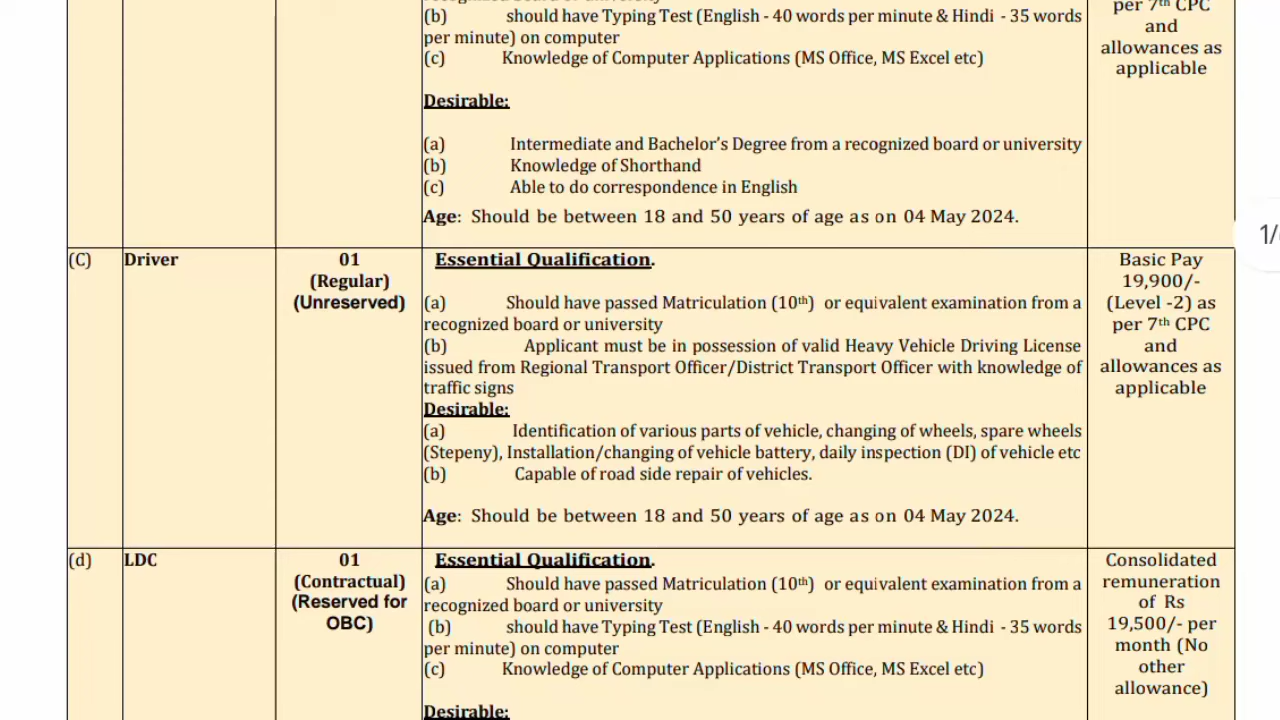 (b) should have Typing Test (English - 40 words per minute & Hindi - 35 words
per minute) on computer
(c) Knowledge of Computer Applications (MS Office, MS Excel etc)
Desirable:
(a) Intermediate and Bachelor's Degree from a recognized board or university
(b) Knowledge of Shorthand
(c) Able to do correspondence in English
Age: Should be between 18 and 50 years of age as on 04 May 2024.
per 7th CPC
and
allowances as
applicable
1/
(C)
Driver
01
(Regular)
(Unreserved)
Essential Qualification.
(a) Should have passed Matriculation (10th) or equivalent examination from a
recognized board or university
(b) Applicant must be in possession of valid Heavy Vehicle Driving License
issued from Regional Transport Officer/District Transport Officer with knowledge of
traffic signs
Desirable:
(a) Identification of various parts of vehicle, changing of wheels, spare wheels
(Stepeny), Installation/changing of vehicle battery, daily inspection (DI) of vehicle etc
(b) Capable of road side repair of vehicles.
Age: Should be between 18 and 50 years of age as on 04 May 2024.
Basic Pay
19,900/-
(Level -2) as
per 7th CPC
and
allowances as
applicable
(d)
LDC
01
(Contractual)
(Reserved for
OBC)
Essential Qualification.
(a) Should have passed Matriculation (10th) or equivalent examination from a
recognized board or university
(b) should have Typing Test (English - 40 words per minute & Hindi - 35 words
per minute) on computer
(c) Knowledge of Computer Applications (MS Office, MS Excel etc)
Desirable:
Consolidated
remuneration
of Rs
19,500/- per
month (No
other
allowance)